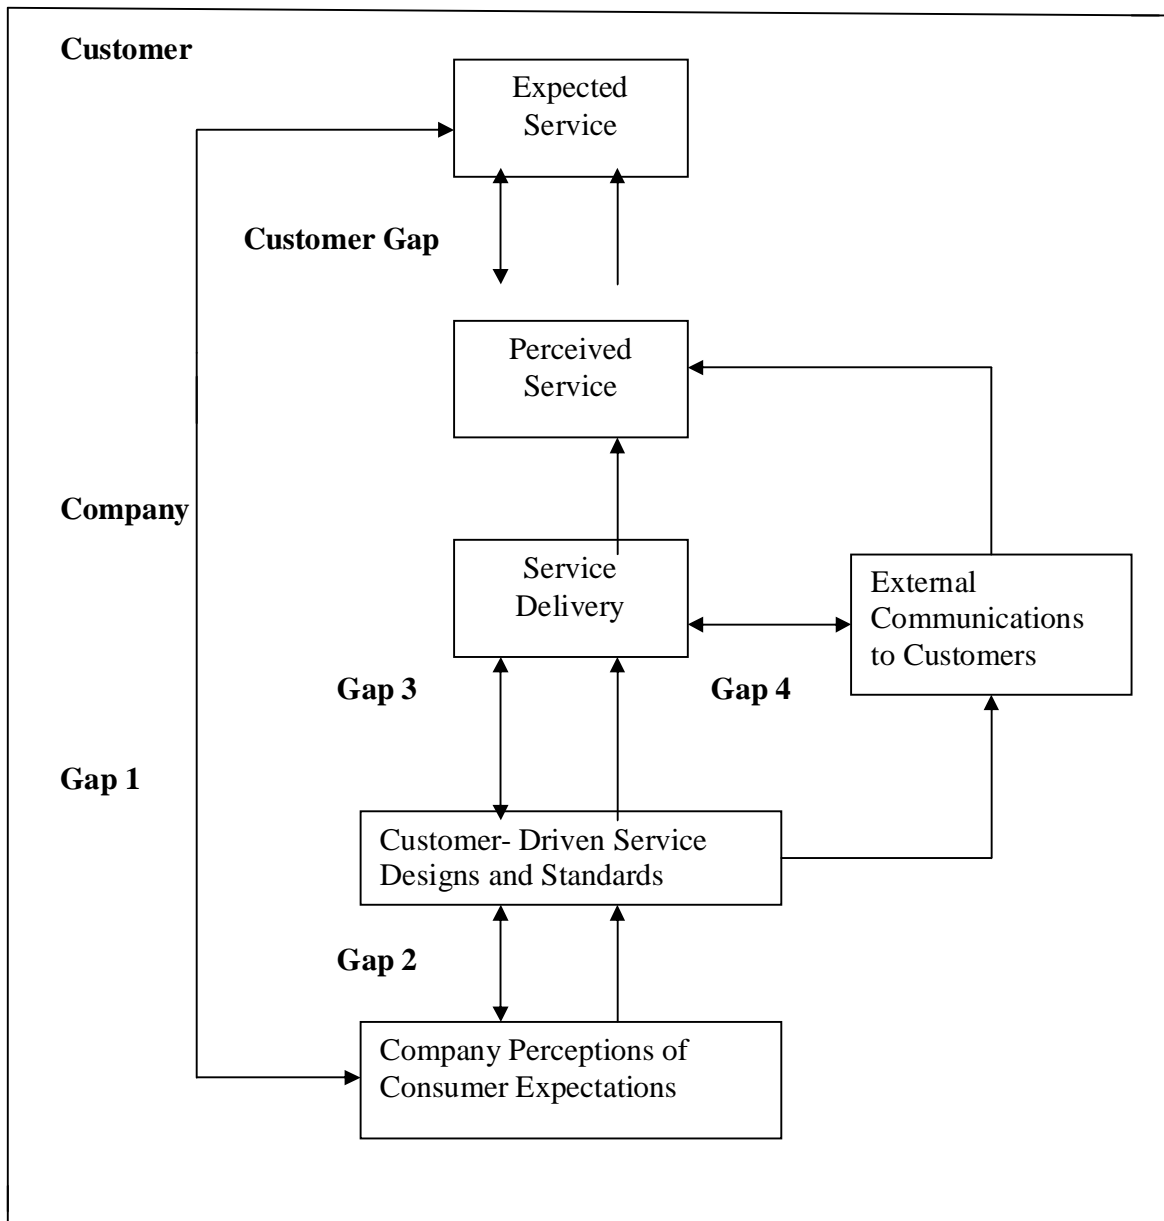 Customer
Expected
Service
Customer Gap
Perceived
Service
Company
Service
Delivery
External
Communications
to Customers
Gap 3
Gap 4
Gap 1
Customer- Driven Service
Designs and Standards
Gap 2
Company Perceptions of
Consumer Expectations